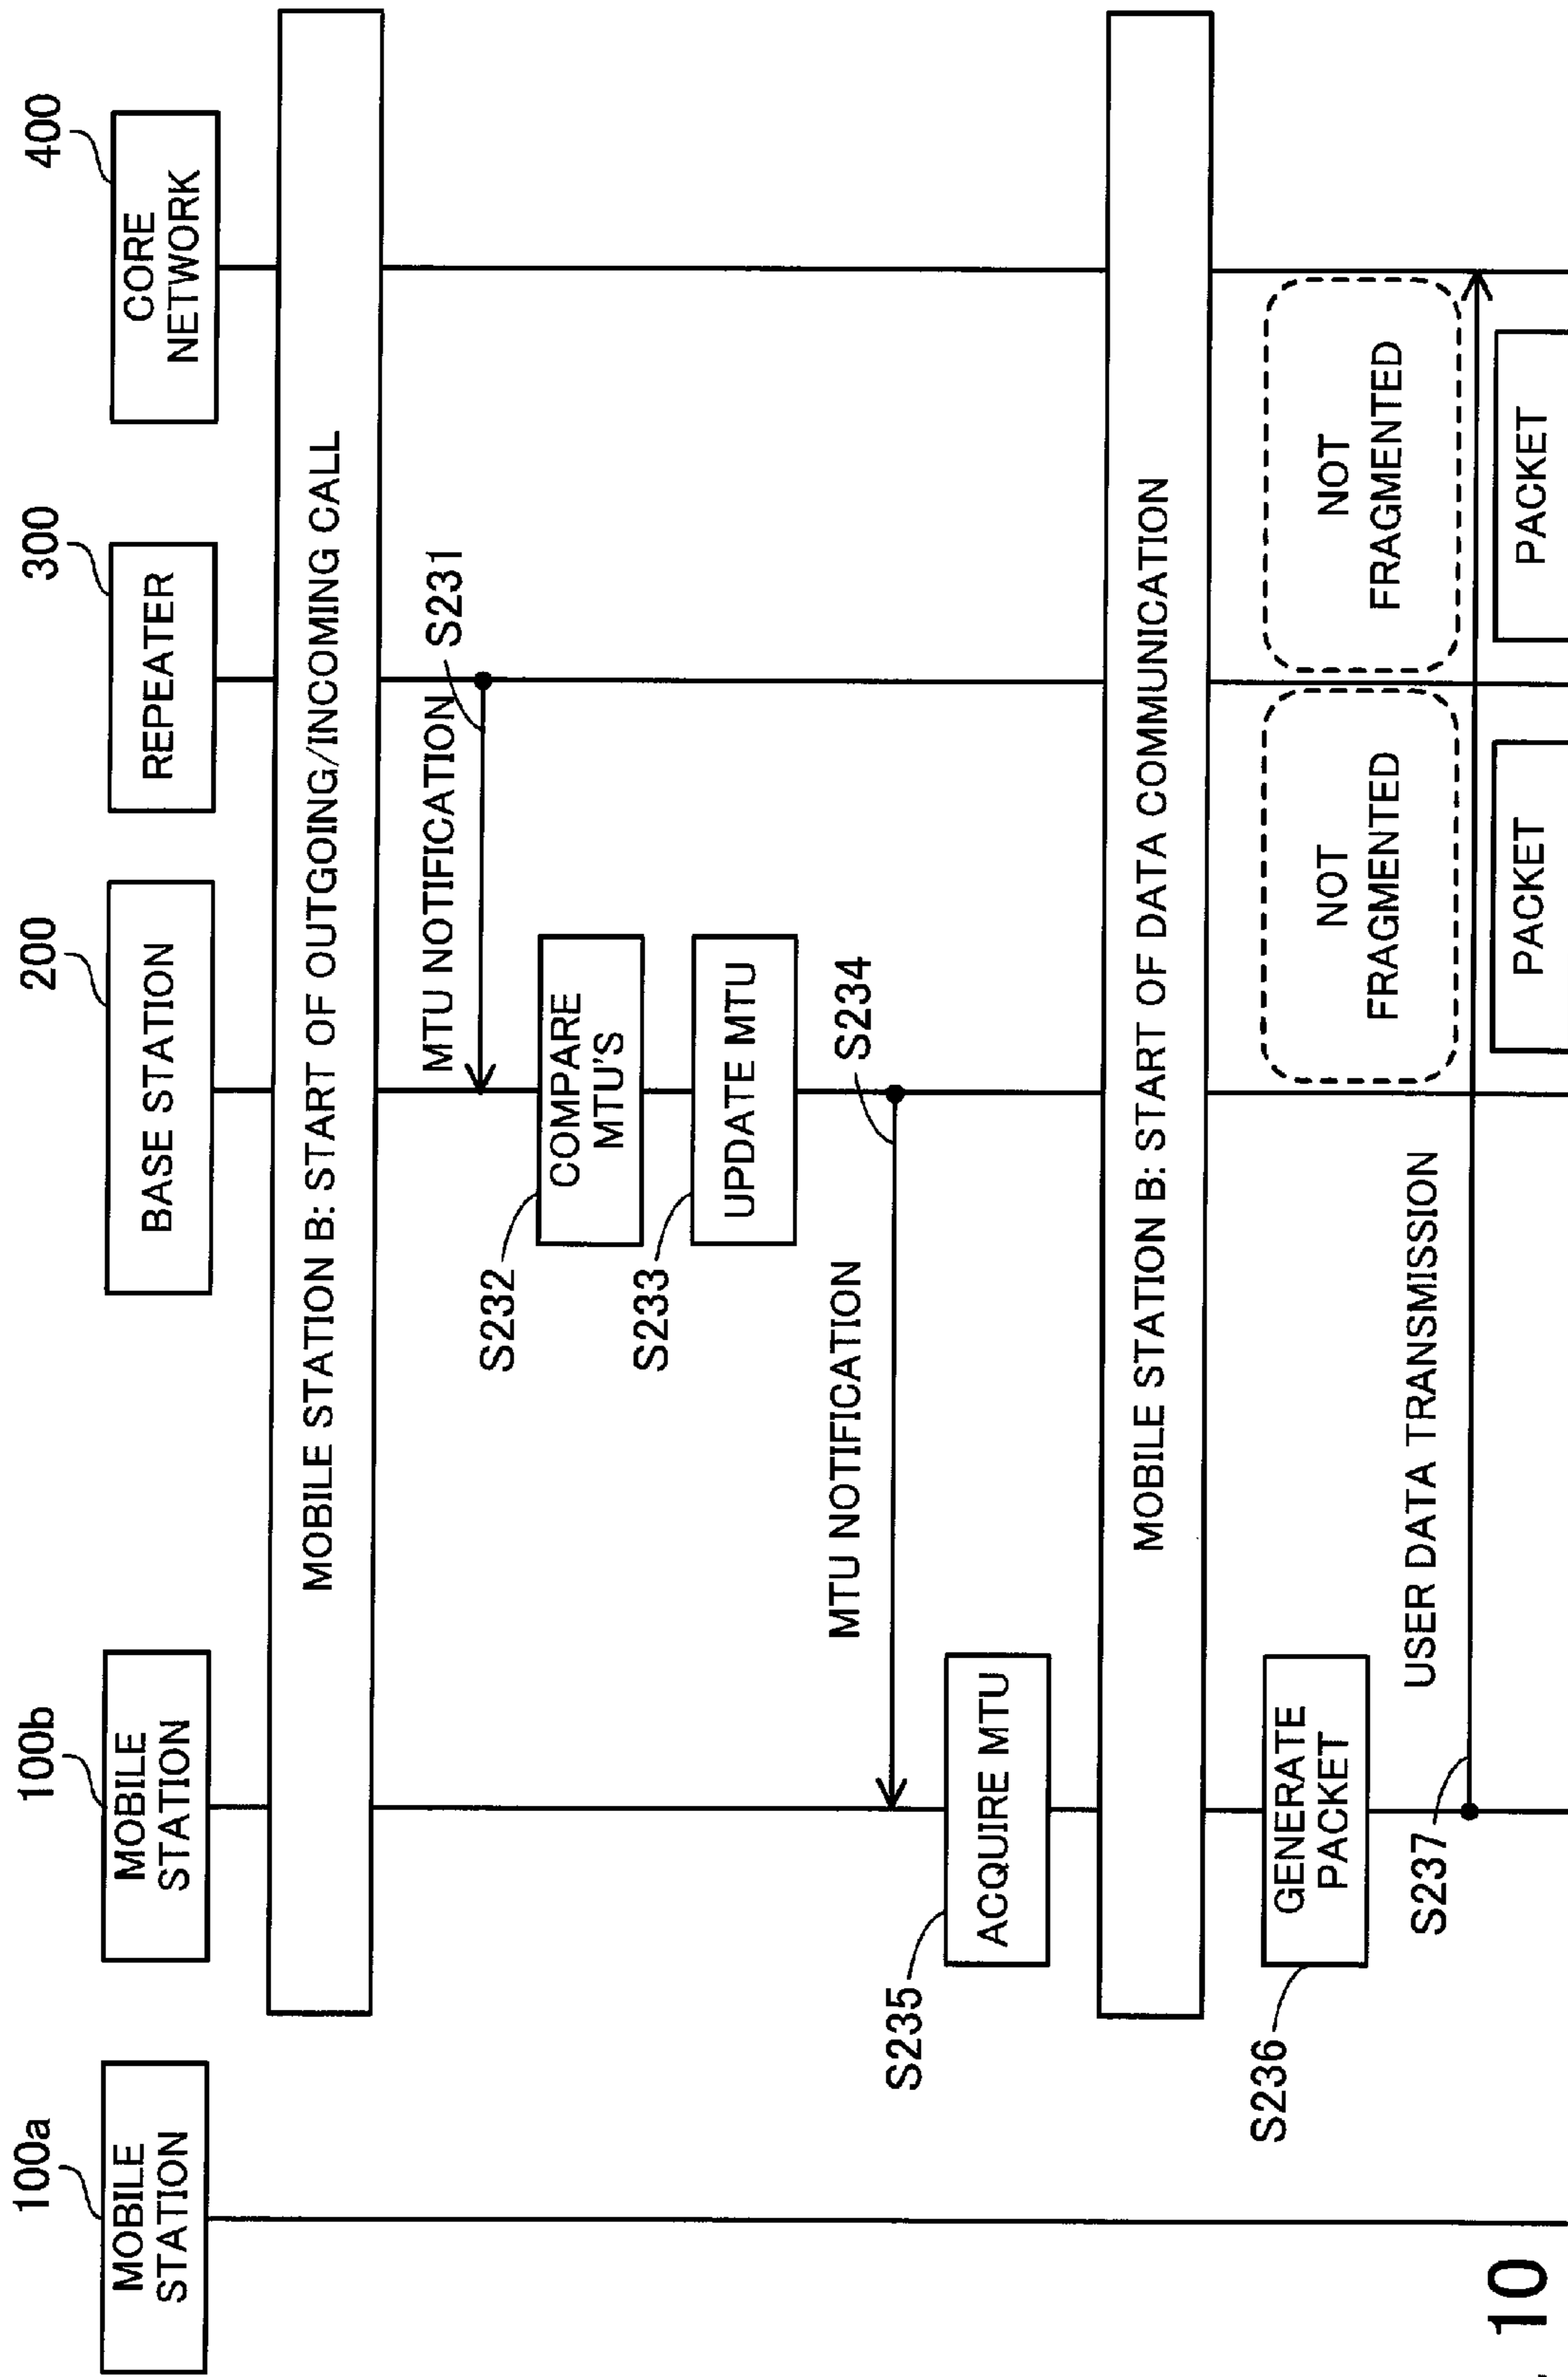 100a
MOBILE
STATION
100b
MOBILE
STATION
200
BASE STATION
300
REPEATER
400
CORE
NETWORK
MOBILE STATION B: START OF OUTGOING/INCOMING CALL
MTU NOTIFICATION
S231
S232
COMPARE
MTU'S
S233
UPDATE MTU
MTU NOTIFICATION
S234
S235
ACQUIRE MTU
MOBILE STATION B: START OF DATA COMMUNICATION
S236
GENERATE
PACKET
NOT
FRAGMENTED
NOT
FRAGMENTED
S237
USER DATA TRANSMISSION
PACKET
PACKET
10